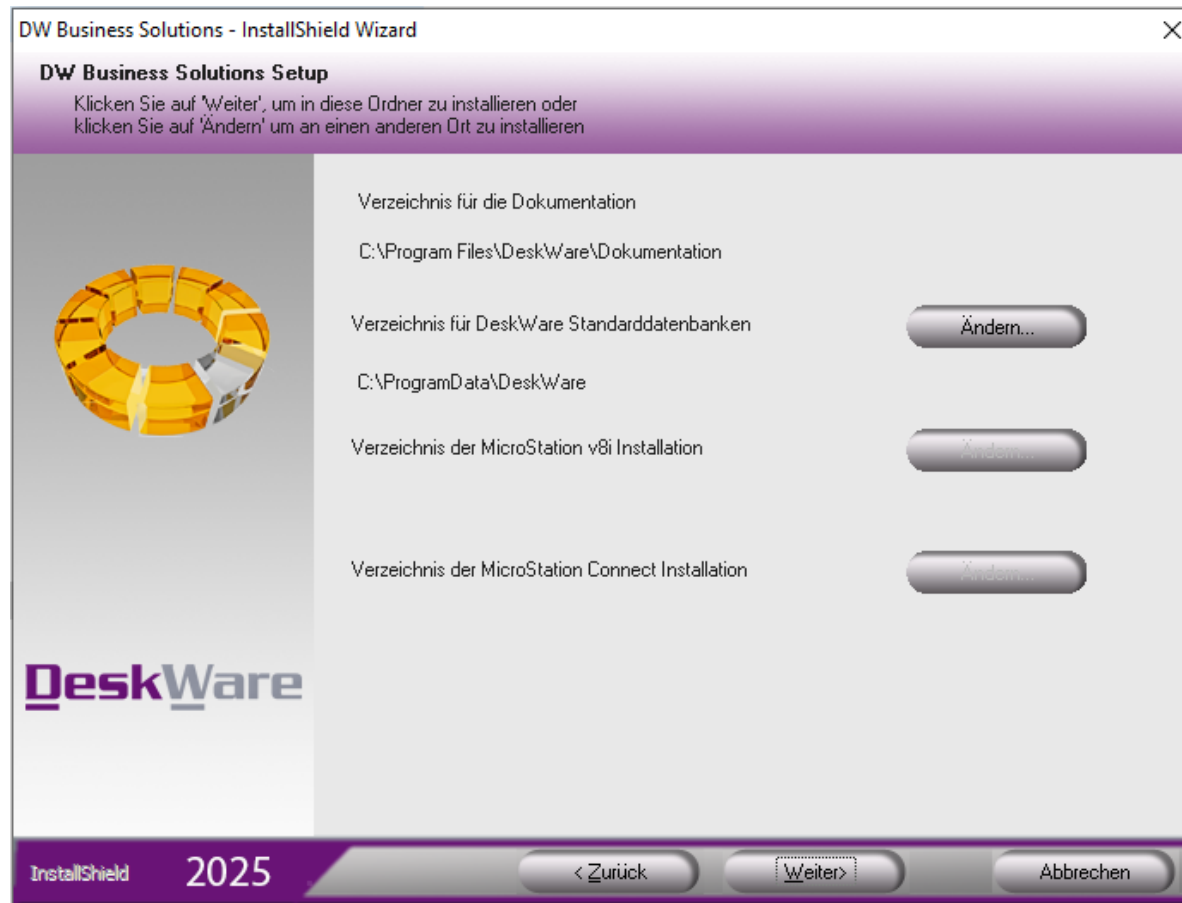 DW Business Solutions - InstallShield Wizard
DW Business Solutions Setup
Klicken Sie auf 'Weiter', um in diese Ordner zu installieren oder
klicken Sie auf 'Ändern' um an einen anderen Ort zu installieren
Verzeichnis für die Dokumentation
C:\Program Files\DeskWare\Dokumentation
Verzeichnis für DeskWare Standarddatenbanken
Ändern...
C:\ProgramData\DeskWare
Verzeichnis der MicroStation v8i Installation
Ändern...
Verzeichnis der MicroStation Connect Installation
Ändern...
DeskWare
InstallShield
2025
< Zurück
Weiter>
Abbrechen